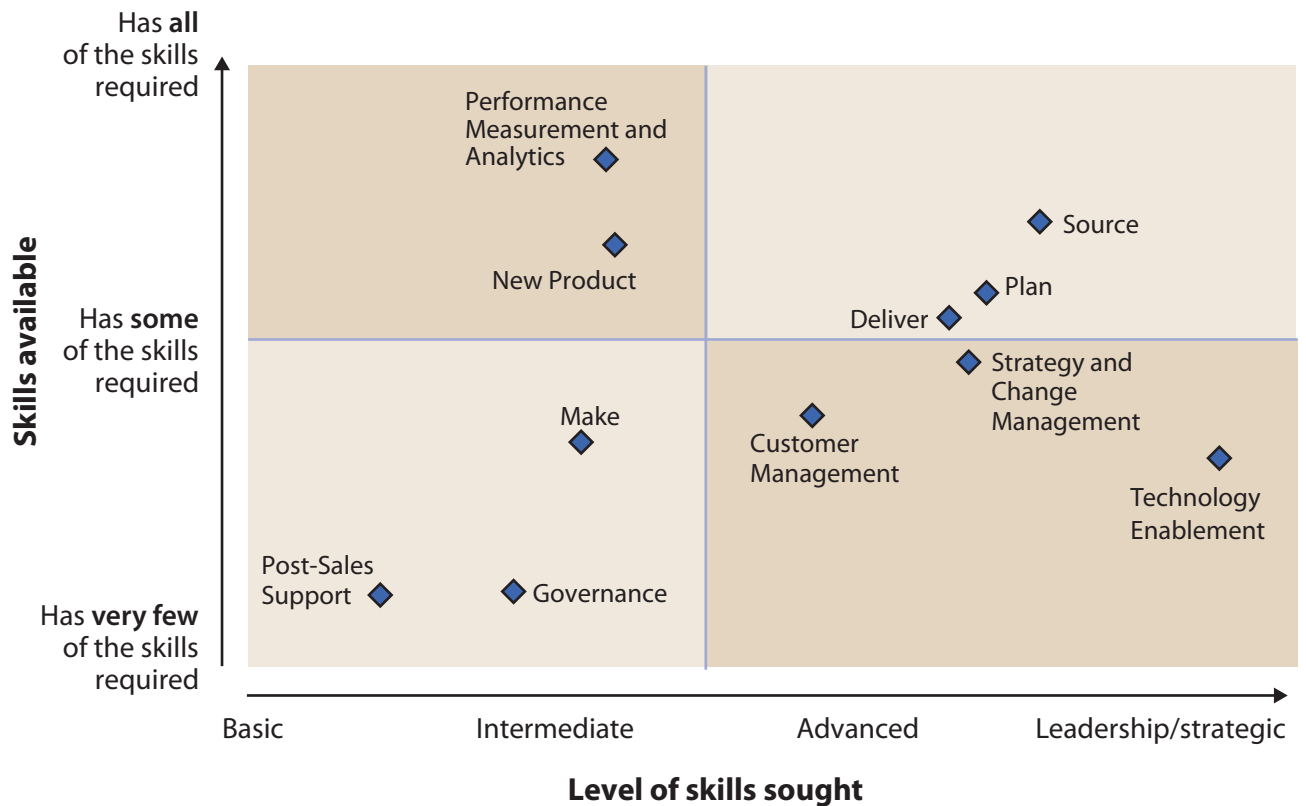 Has all
of the skills
required
Performance
Measurement and
Analytics
Source
New Product
Plan
Deliver
Skills available
Has some
of the skills
required
Strategy and
Change
Management
Make
Customer
Management
Technology
Enablement
Post-Sales
Support
Governance
Has very few
of the skills
required
Basic
Intermediate
Advanced
Leadership/strategic
Level of skills sought